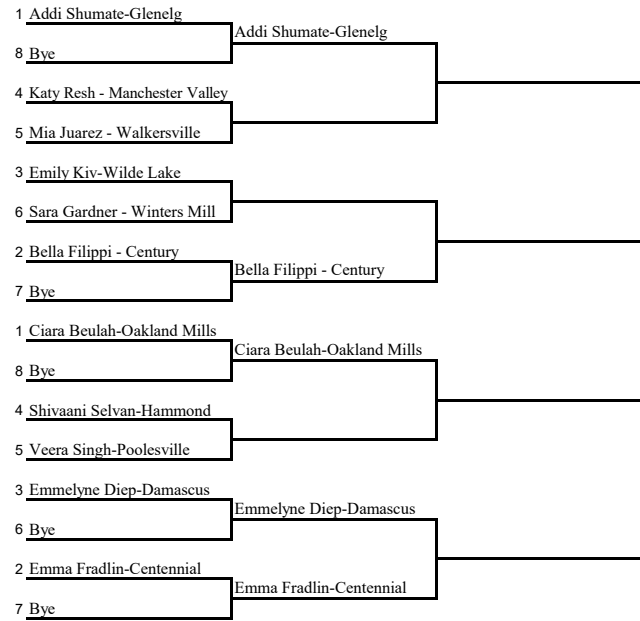 1 Addi Shumate-Glenelg
Addi Shumate-Glenelg
8 Bye
4 Katy Resh - Manchester Valley
5 Mia Juarez - Walkersville
3 Emily Kiv-Wilde Lake
6 Sara Gardner - Winters Mill
2 Bella Filippi - Century
Bella Filippi - Century
7 Bye
1 Ciara Beulah-Oakland Mills
Ciara Beulah-Oakland Mills
8 Bye
4 Shivaani Selvan-Hammond
5 Veera Singh-Poolesville
3 Emmelyne Diep-Damascus
Emmelyne Diep-Damascus
6 Bye
2 Emma Fradlin-Centennial
Emma Fradlin-Centennial
7 Bye